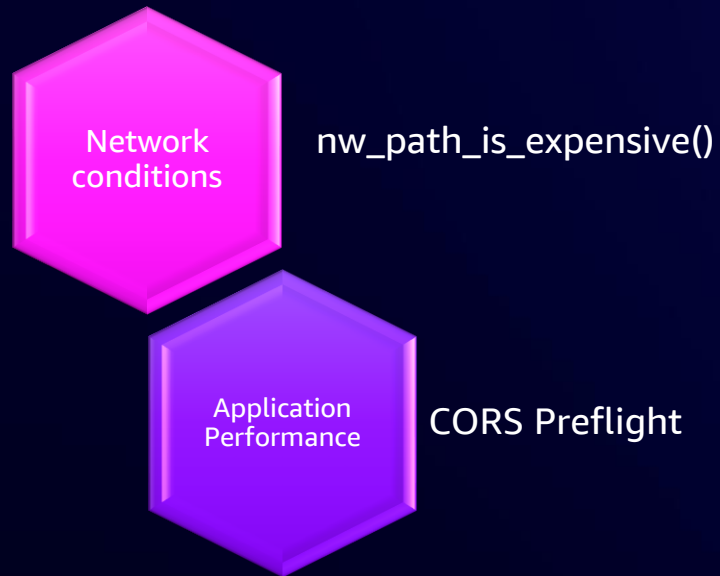 Network
conditions
nw_path_is_expensive()
Application
Performance
CORS Preflight